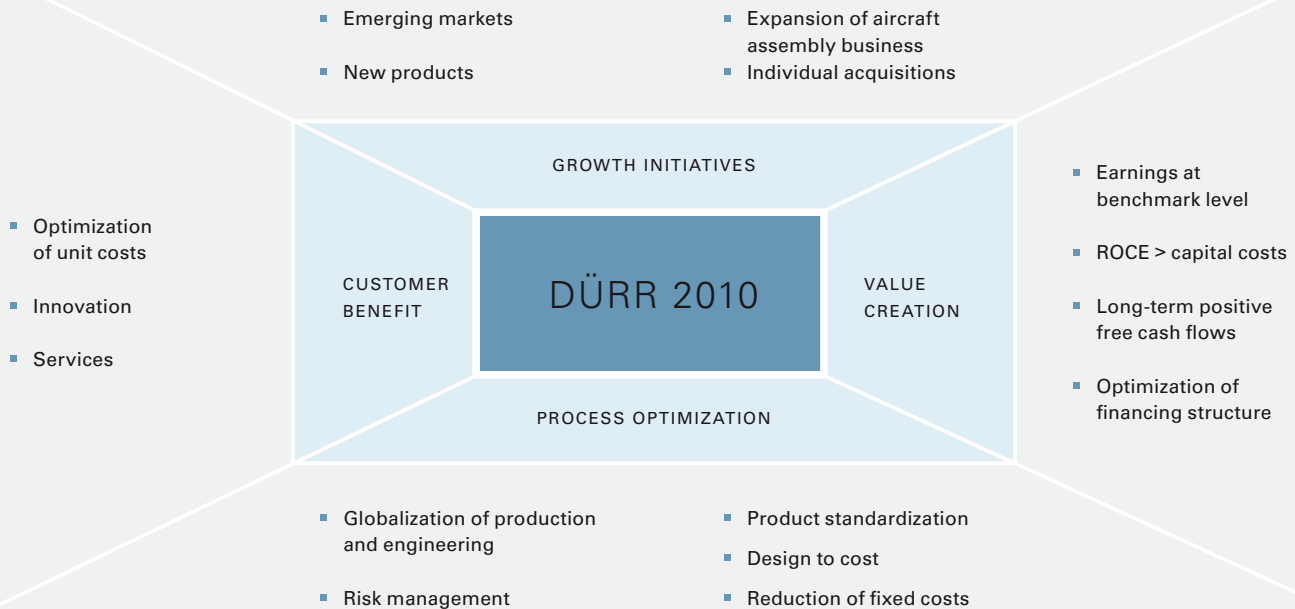 Emerging markets
New products
Expansion of aircraft
assembly business
Individual acquisitions
GROWTH INITIATIVES
Optimization
of unit costs
Innovation
Services
CUSTOMER
BENEFIT
DÜRR 2010
VALUE
CREATION
Earnings at
benchmark level
ROCE > capital costs
Long-term positive
free cash flows
Optimization of
financing structure
PROCESS OPTIMIZATION
Globalization of production
and engineering
Risk management
Product standardization
Design to cost
Reduction of fixed costs